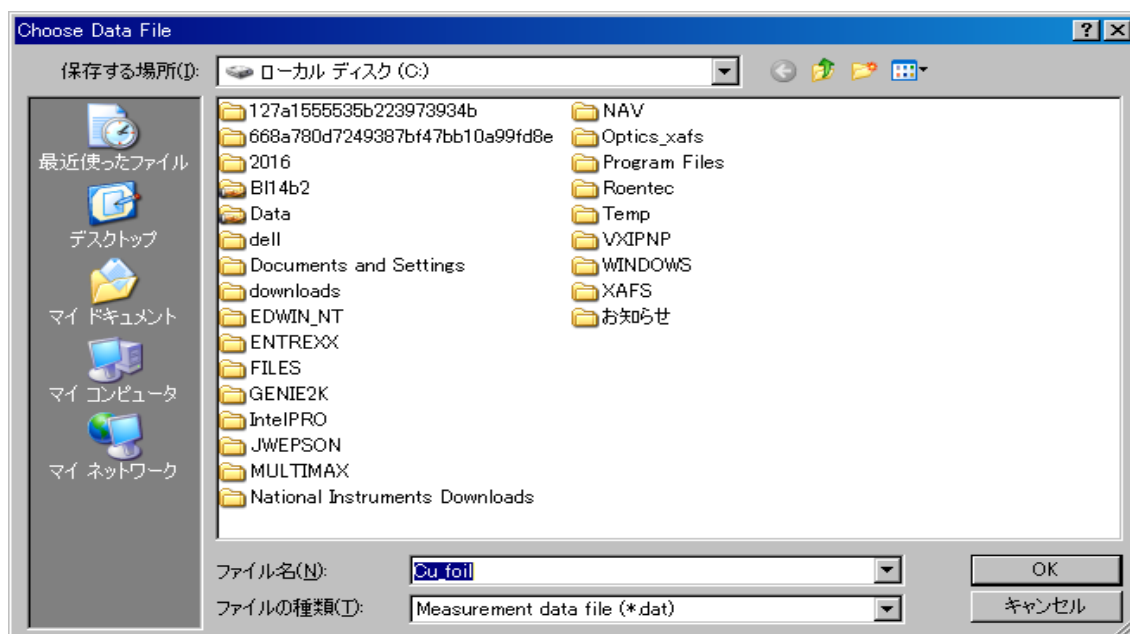 Choose Data File
保存する場所(I):
ローカル ディスク (C:)
最近使ったファイル
デスクトップ
マイ ドキュメント
マイ コンピュータ
マイ ネットワーク
127a1555535b223973934b
668a780d7249387bf47bb10a99fd8e
2016
Bl14b2
Data
dell
Documents and Settings
downloads
EDWIN_NT
ENTREXX
FILES
GENIE2K
IntelPRO
JWEPSON
MULTIMAX
National Instruments Downloads
NAV
Optics_xafs
Program Files
Roentec
Temp
VXIPNP
WINDOWS
XAFS
お知らせ
ファイル名(N):
Cu_foil
OK
ファイルの種類(T):
Measurement data file (*.dat)
キャンセル